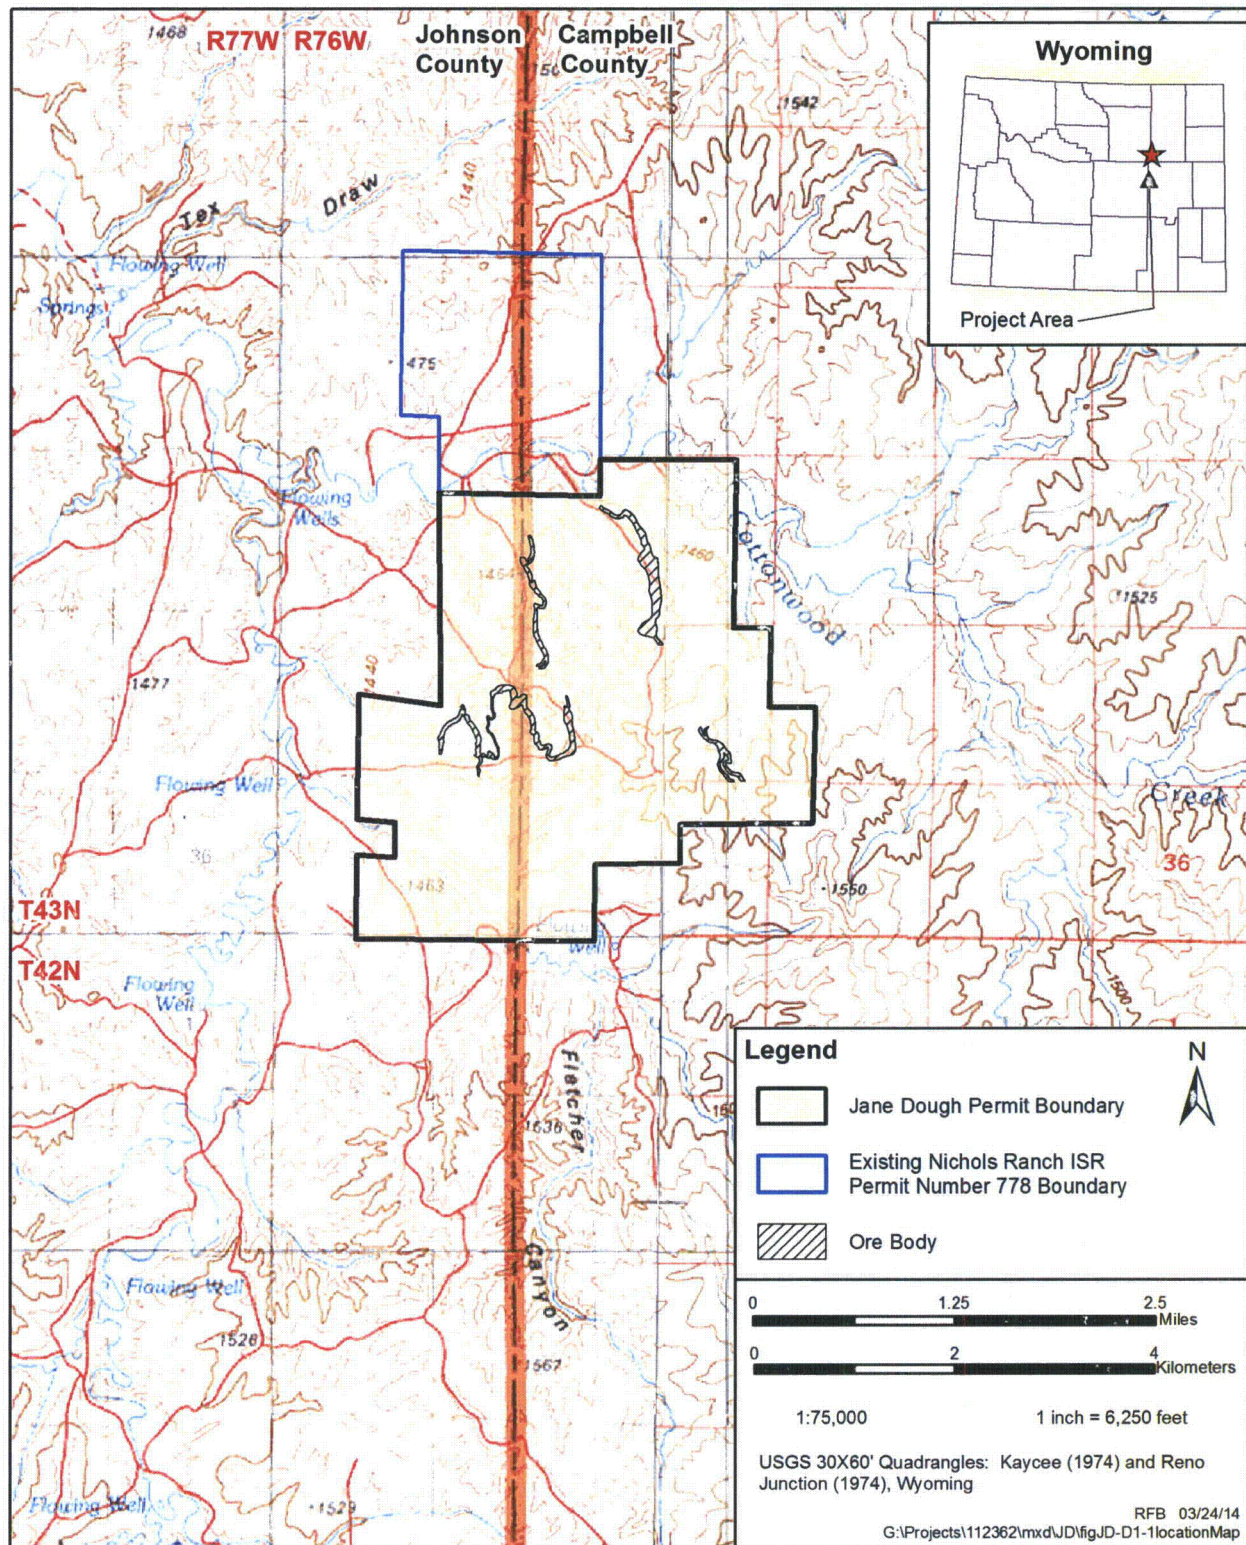 1468
R77W
R76W
Johnson
County
Campbell
County
Wyoming
Project Area
1542
1440
Tex
Draw
Flowing Well
Springs
475
Flowing
Wells
Cottonwood
1464
1460
1525
1440
1477
Flowing Well
Creek
36
36
1463
1550
T43N
T42N
Well
Flowing
Well
1500
Fletcher
1636
Canyon
Flowing Well
1526
1567
Flowing Well
1529
Legend
N
Jane Dough Permit Boundary
Existing Nichols Ranch ISR
Permit Number 778 Boundary
Ore Body
0 1.25 2.5
Miles
0 2 4
Kilometers
1:75,000 1 inch = 6,250 feet
USGS 30X60' Quadrangles: Kaycee (1974) and Reno
Junction (1974), Wyoming
RFB 03/24/14
G:\Projects\112362\mxd\JD\figJD-D1-1locationMap